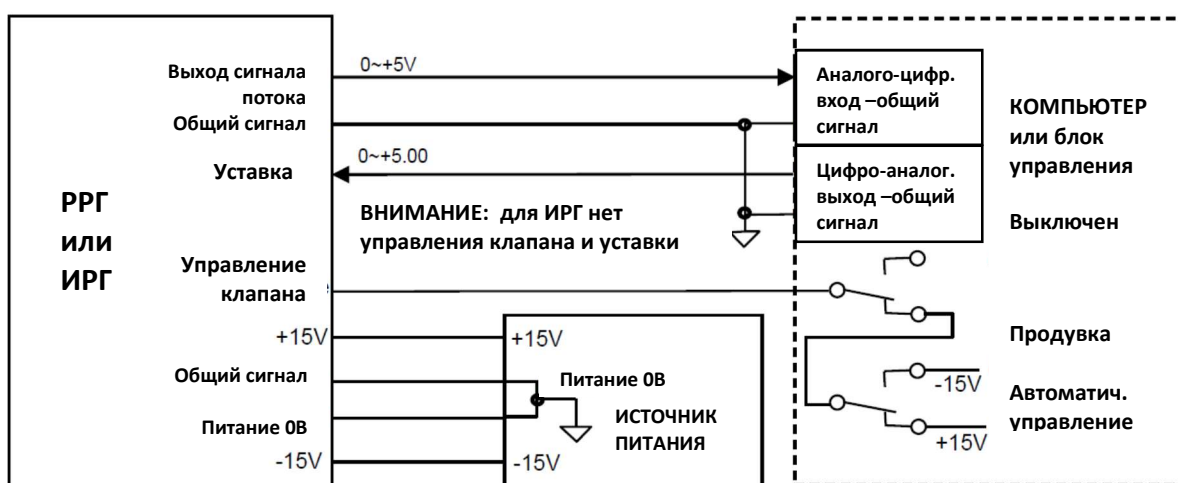 РРГ
или
ИРГ
Выход сигнала
потока
Общий сигнал
Уставка
Управление
клапана
+15V
Общий сигнал
Питание 0В
-15V
0~+5V
0~+5.00
ВНИМАНИЕ: для ИРГ нет
управления клапана и уставки
+15V
Питание 0В
ИСТОЧНИК
ПИТАНИЯ
-15V
Аналого-цифр.
вход –общий
сигнал
Цифро-аналог.
выход –общий
сигнал
КОМПЬЮТЕР
или блок
управления
Выключен
Продувка
-15V
Автоматич.
управление
+15V